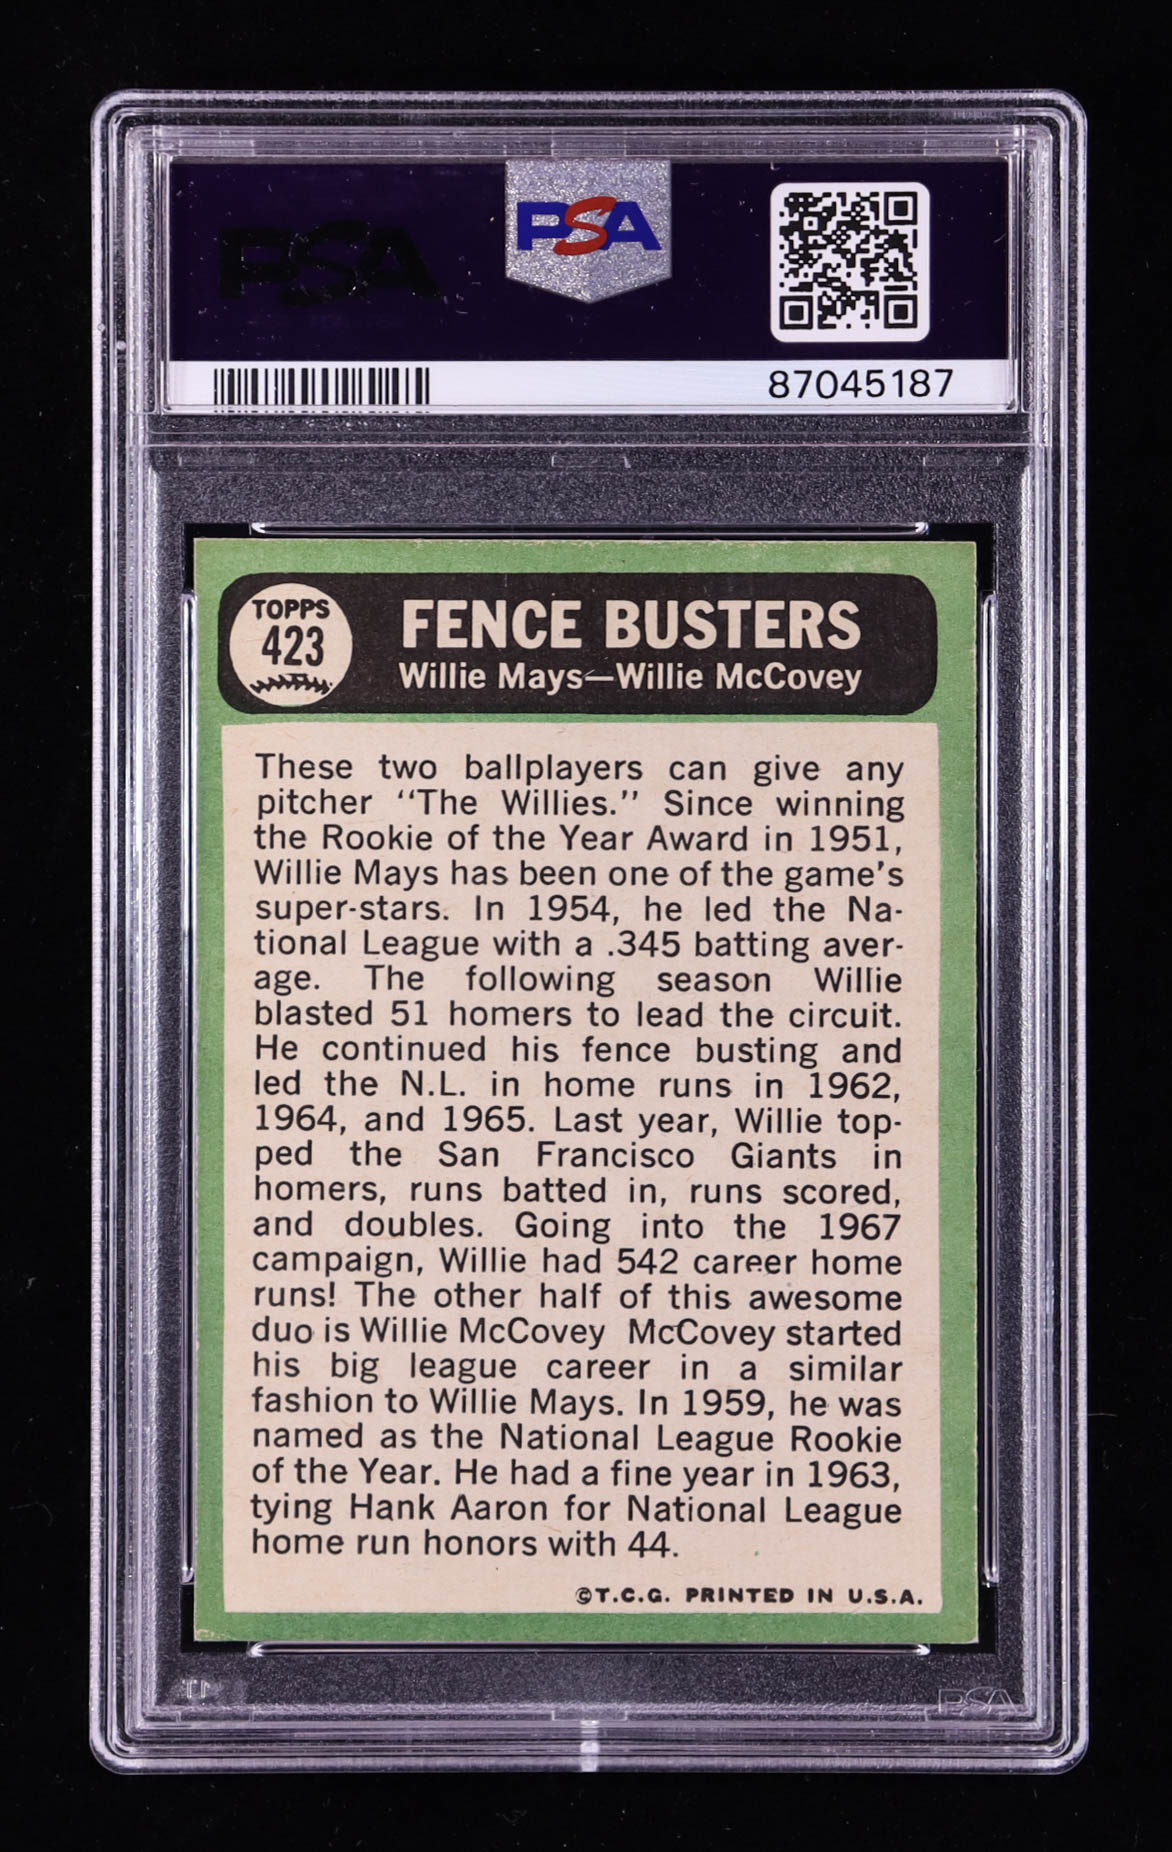 PSA
PSA
87045187
TOPPS
423
FENCE BUSTERS
Willie Mays—Willie McCovey
These two ballplayers can give any
pitcher "The Willies." Since winning
the Rookie of the Year Award in 1951,
Willie Mays has been one of the game's
super-stars. In 1954, he led the Na-
tional League with a .345 batting aver-
age. The following season Willie
blasted 51 homers to lead the circuit.
He continued his fence busting and
led the N.L. in home runs in 1962,
1964, and 1965. Last year, Willie top-
ped the San Francisco Giants in
homers, runs batted in, runs scored,
and doubles. Going into the 1967
campaign, Willie had 542 career home
runs! The other half of this awesome
duo is Willie McCovey McCovey started
his big league career in a similar
fashion to Willie Mays. In 1959, he was
named as the National League Rookie
of the Year. He had a fine year in 1963,
tying Hank Aaron for National League
home run honors with 44.
©T.C.G. PRINTED IN U.S.A.
PSA